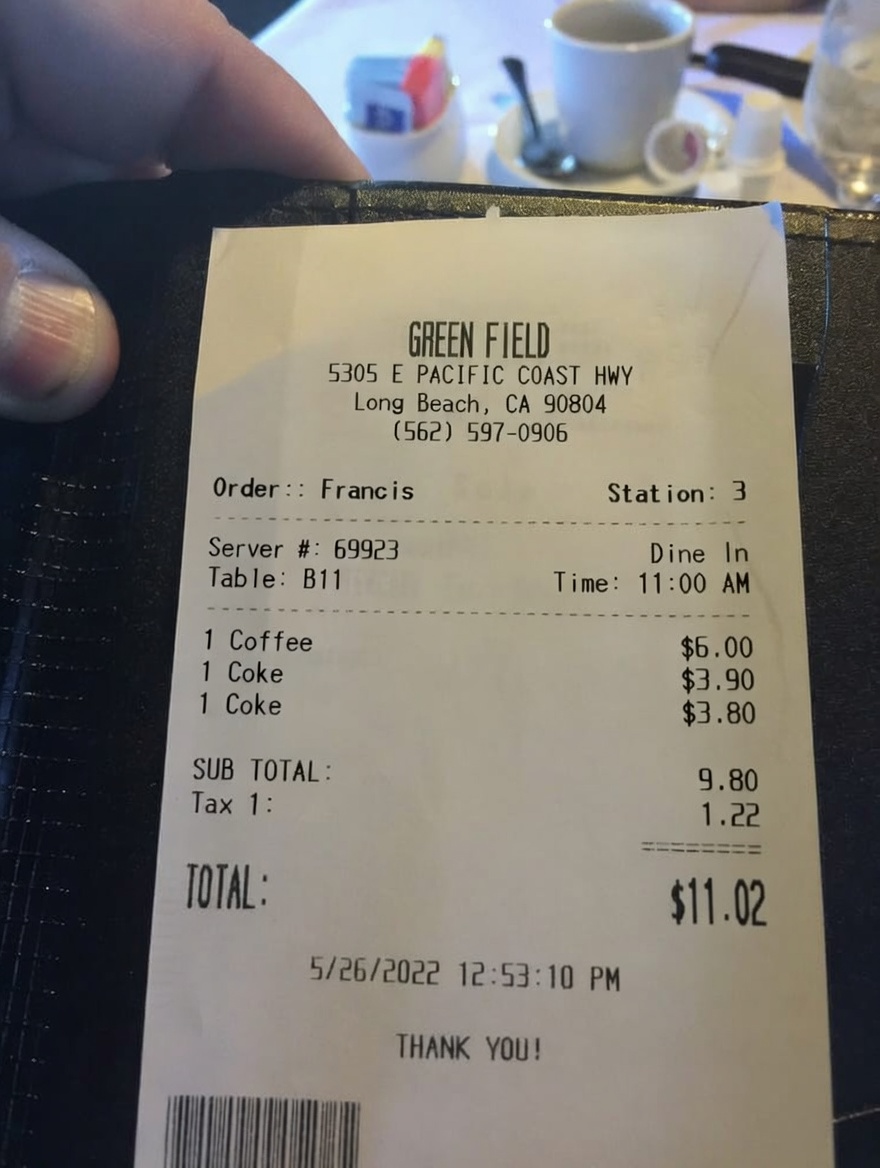 GREEN FIELD
5305 E PACIFIC COAST HWY
Long Beach, CA 90804
(562) 597-0906
Order:: Francis Station: 3
Server #: 69923 Dine In
Table: B11 Time: 11:00 AM
1 Coffee $6.00
1 Coke $3.90
1 Coke $3.80
SUB TOTAL: 9.80
Tax 1: 1.22
========
TOTAL: $11.02
5/26/2022 12:53:10 PM
THANK YOU!